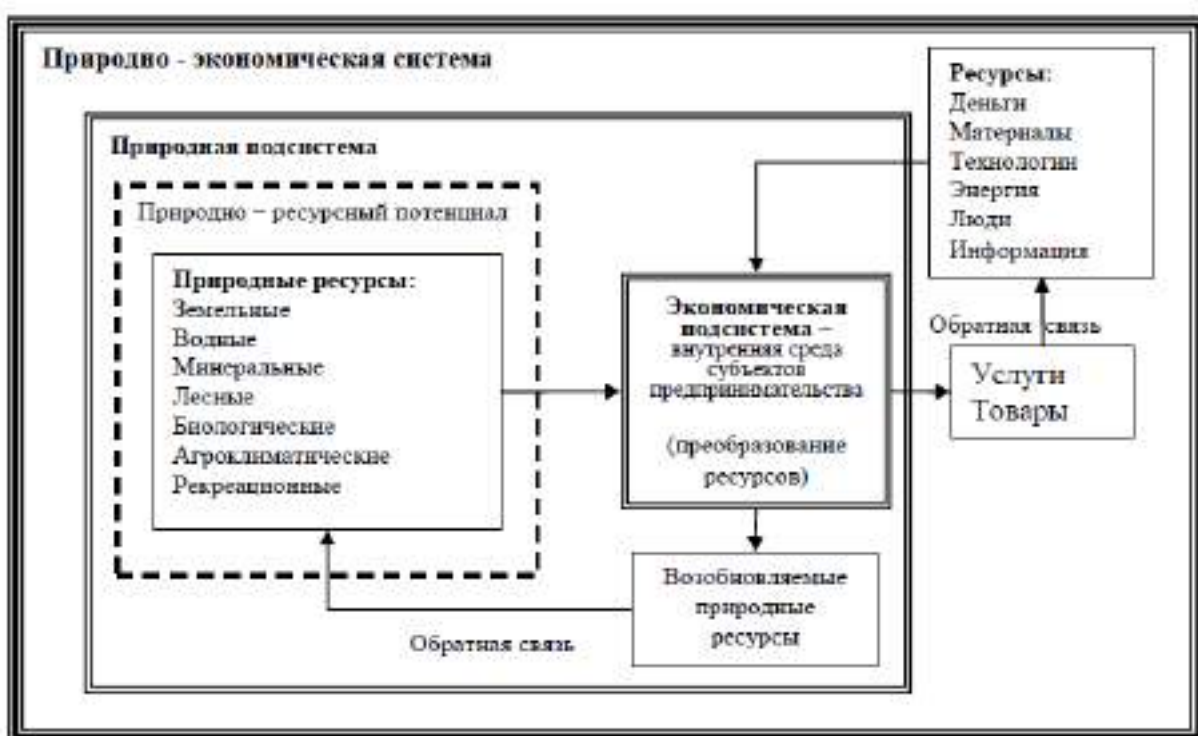 Природно - экономическая система
Природная подсистема
Природно – ресурсный потенциал
Природные ресурсы:
Земельные
Водные
Минеральные
Лесные
Биологические
Агроклиматические
Рекреационные
Экономическая
подсистема –
внутренняя среда
субъектов
предпринимательства
(преобразование
ресурсов)
Возобновляемые
природные
ресурсы
Обратная связь
Ресурсы:
Деньги
Материалы
Технологии
Энергия
Люди
Информация
Обратная связь
Услуги
Товары